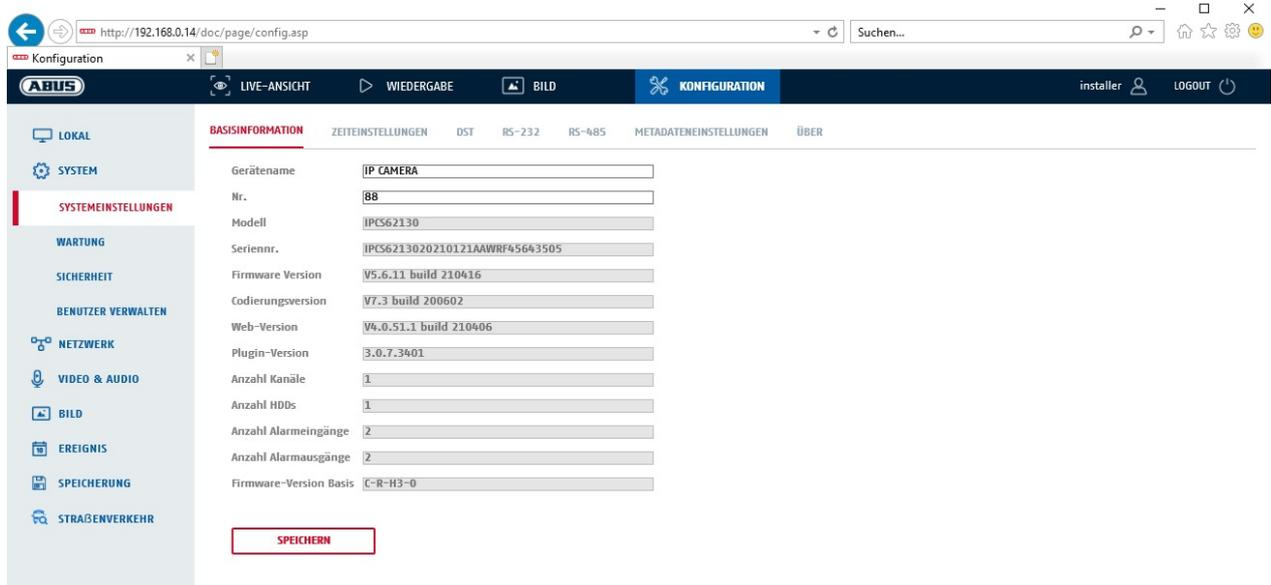 http://192.168.0.14/doc/page/config.asp
Suchen...
Konfiguration
ABUS
LIVE-ANSICHT
WIEDERGABE
BILD
KONFIGURATION
installer
LOGOUT
LOKAL
SYSTEM
SYSTEMEINSTELLUNGEN
WARTUNG
SICHERHEIT
BENUTZER VERWALTEN
NETZWERK
VIDEO & AUDIO
BILD
EREIGNIS
SPEICHERUNG
STRAßENVERKEHR
BASISINFORMATION
ZEITEINSTELLUNGEN
DST
RS-232
RS-485
METADATENEINSTELLUNGEN
ÜBER
Gerätename IP CAMERA
Nr. 88
Modell IPCS62130
Seriennr. IPCS6213020210121AAWRF45643505
Firmware Version V5.6.11 build 210416
Codierungsversion V7.3 build 200602
Web-Version V4.0.51.1 build 210406
Plugin-Version 3.0.7.3401
Anzahl Kanäle 1
Anzahl HDDs 1
Anzahl Alarmeingänge 2
Anzahl Alarmausgänge 2
Firmware-Version Basis C-R-H3-0
SPEICHERN